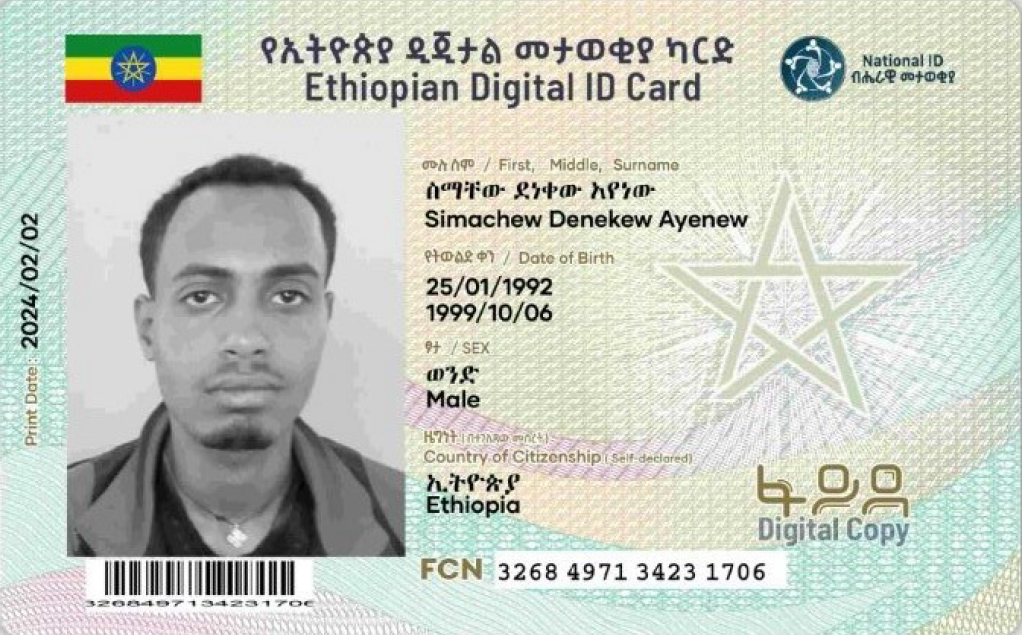 የኢትዮጵያ ዲጂታል መታወቂያ ካርድ
Ethiopian Digital ID Card
National ID
ብሔራዊ መታወቂያ
ሙሉ ስም / First, Middle, Surname
ስማቸው ደነቀው አየነው
Simachew Denekew Ayenew
የትውልድ ቀን / Date of Birth
25/01/1992
1999/10/06
ፆታ / SEX
ወንድ
Male
ዜግነት (በተገለጸው መሰረት)
Country of Citizenship (Self-declared)
ኢትዮጵያ
Ethiopia
ፋይዳ
Digital Copy
FCN 3268 4971 3423 1706
3268497134231706
Print Date: 2024/02/02